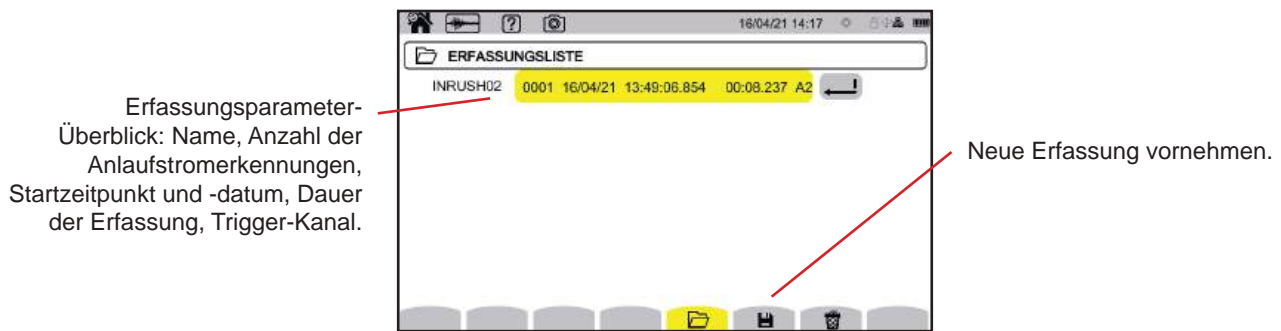 16/04/21 14:17
ERFASSUNGSLISTE
INRUSH02 0001 16/04/21 13:49:06.854 00:08.237 A2
Erfassungsparameter-
Überblick: Name, Anzahl der
Anlaufstromerkennungen,
Startzeitpunkt und -datum, Dauer
der Erfassung, Trigger-Kanal.
Neue Erfassung vornehmen.